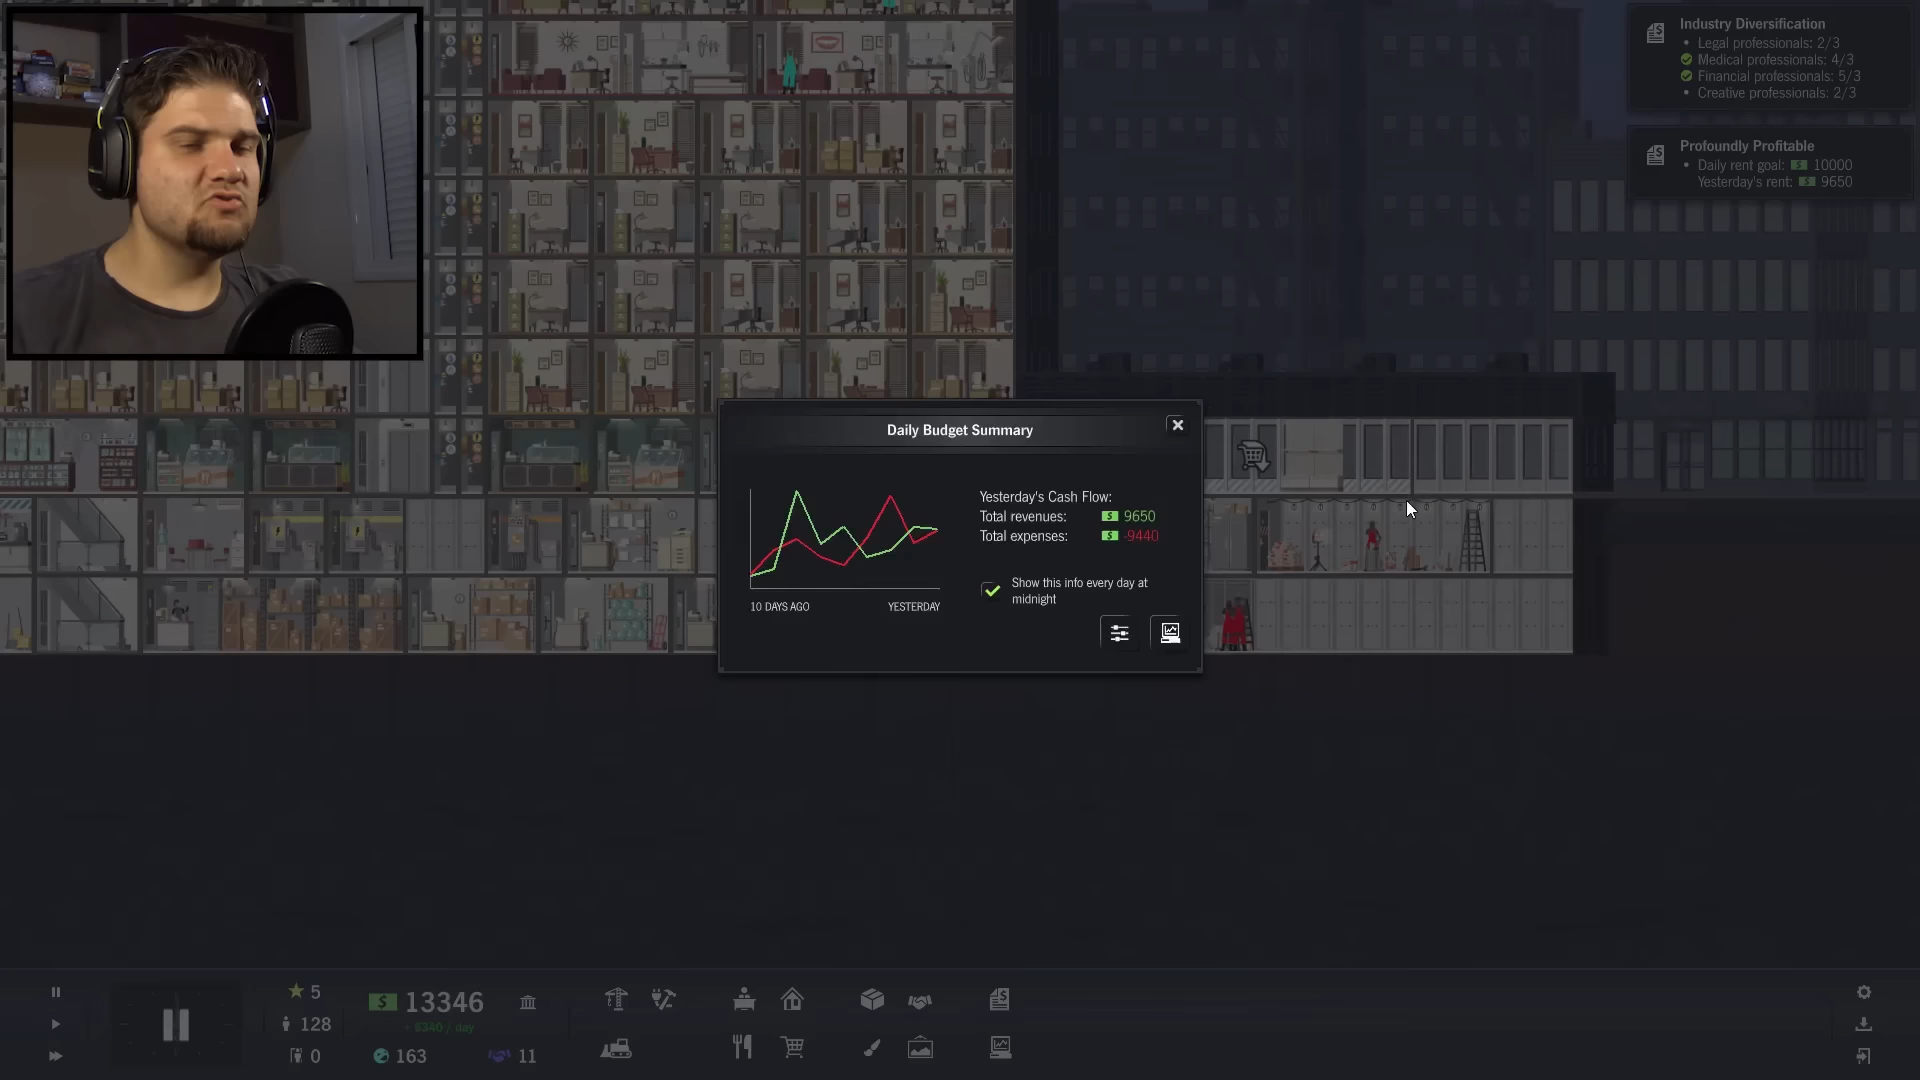 Industry Diversification
• Legal professionals: 2/3
Medical professionals: 4/3
Financial professionals: 5/3
• Creative professionals: 2/3
Profoundly Profitable
• Daily rent goal: $ 10000
Yesterday's rent: $ 9650
Daily Budget Summary
Yesterday's Cash Flow:
Total revenues: $ 9650
Total expenses: $ -9440
Show this info every day at
midnight
10 DAYS AGO YESTERDAY
5
$ 13346
128
+ $340 / day
0 163 11